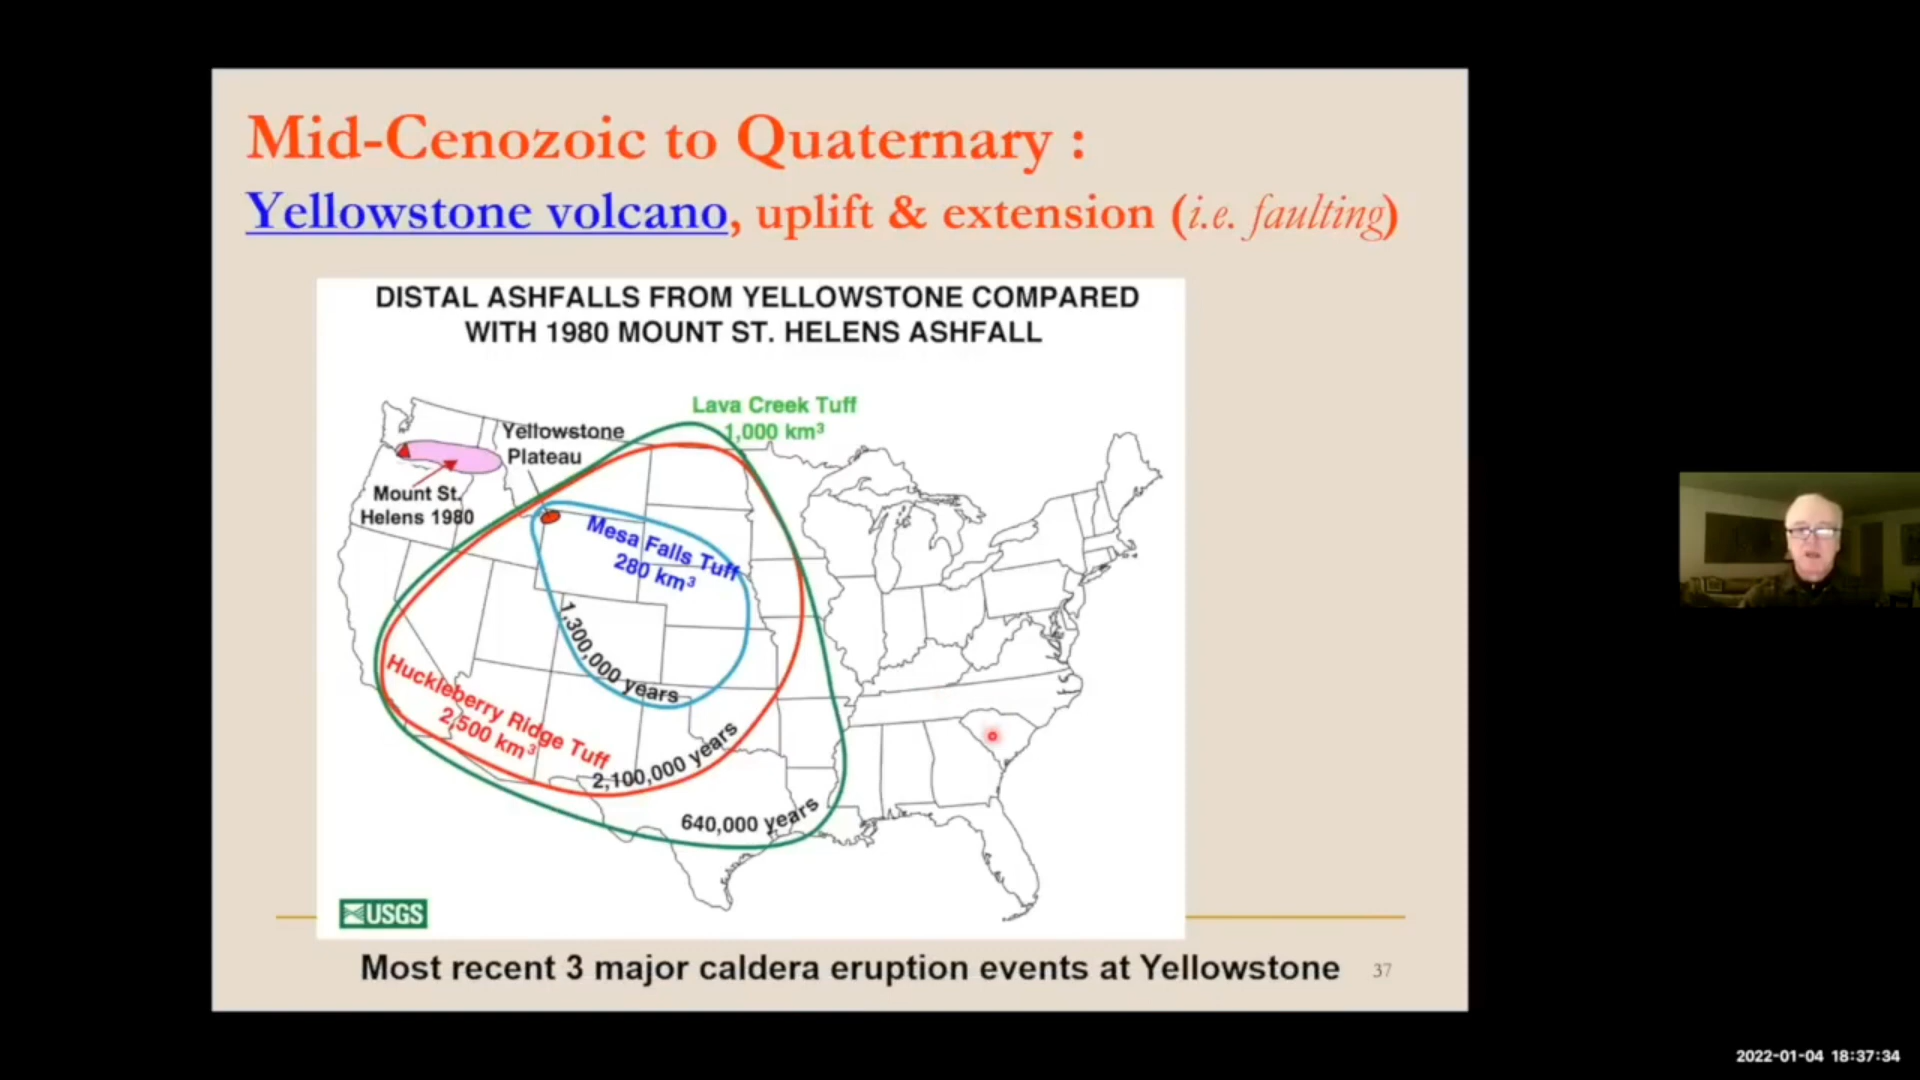 Mid-Cenozoic to Quaternary :
Yellowstone volcano, uplift & extension (i.e. faulting)
DISTAL ASHFALLS FROM YELLOWSTONE COMPARED
WITH 1980 MOUNT ST. HELENS ASHFALL
Lava Creek Tuff
1,000 km³
Yellowstone
Plateau
Mount St.
Helens 1980
Mesa Falls Tuff
280 km³
1,300,000 years
Huckleberry Ridge Tuff
2,500 km³
2,100,000 years
640,000 years
USGS
Most recent 3 major caldera eruption events at Yellowstone
37
2022-01-04 18:37:34